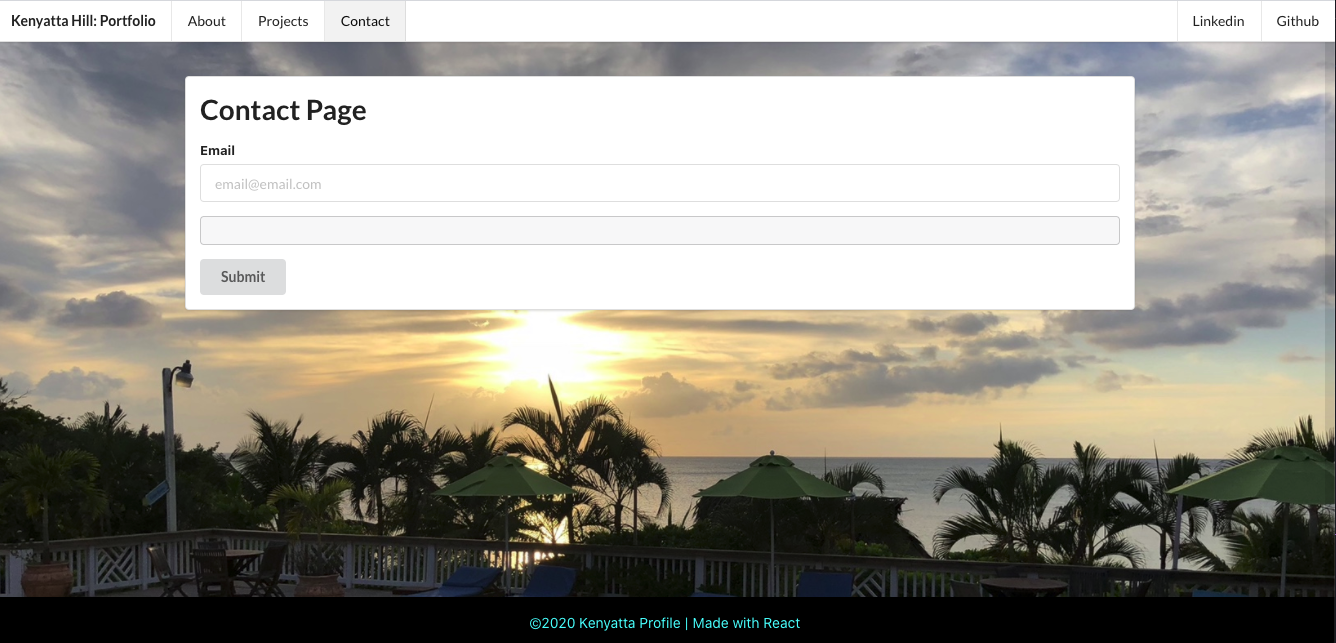 Kenyatta Hill: Portfolio About Projects Contact Linkedin Github
Contact Page
Email
email@email.com
Submit
©2020 Kenyatta Profile | Made with React